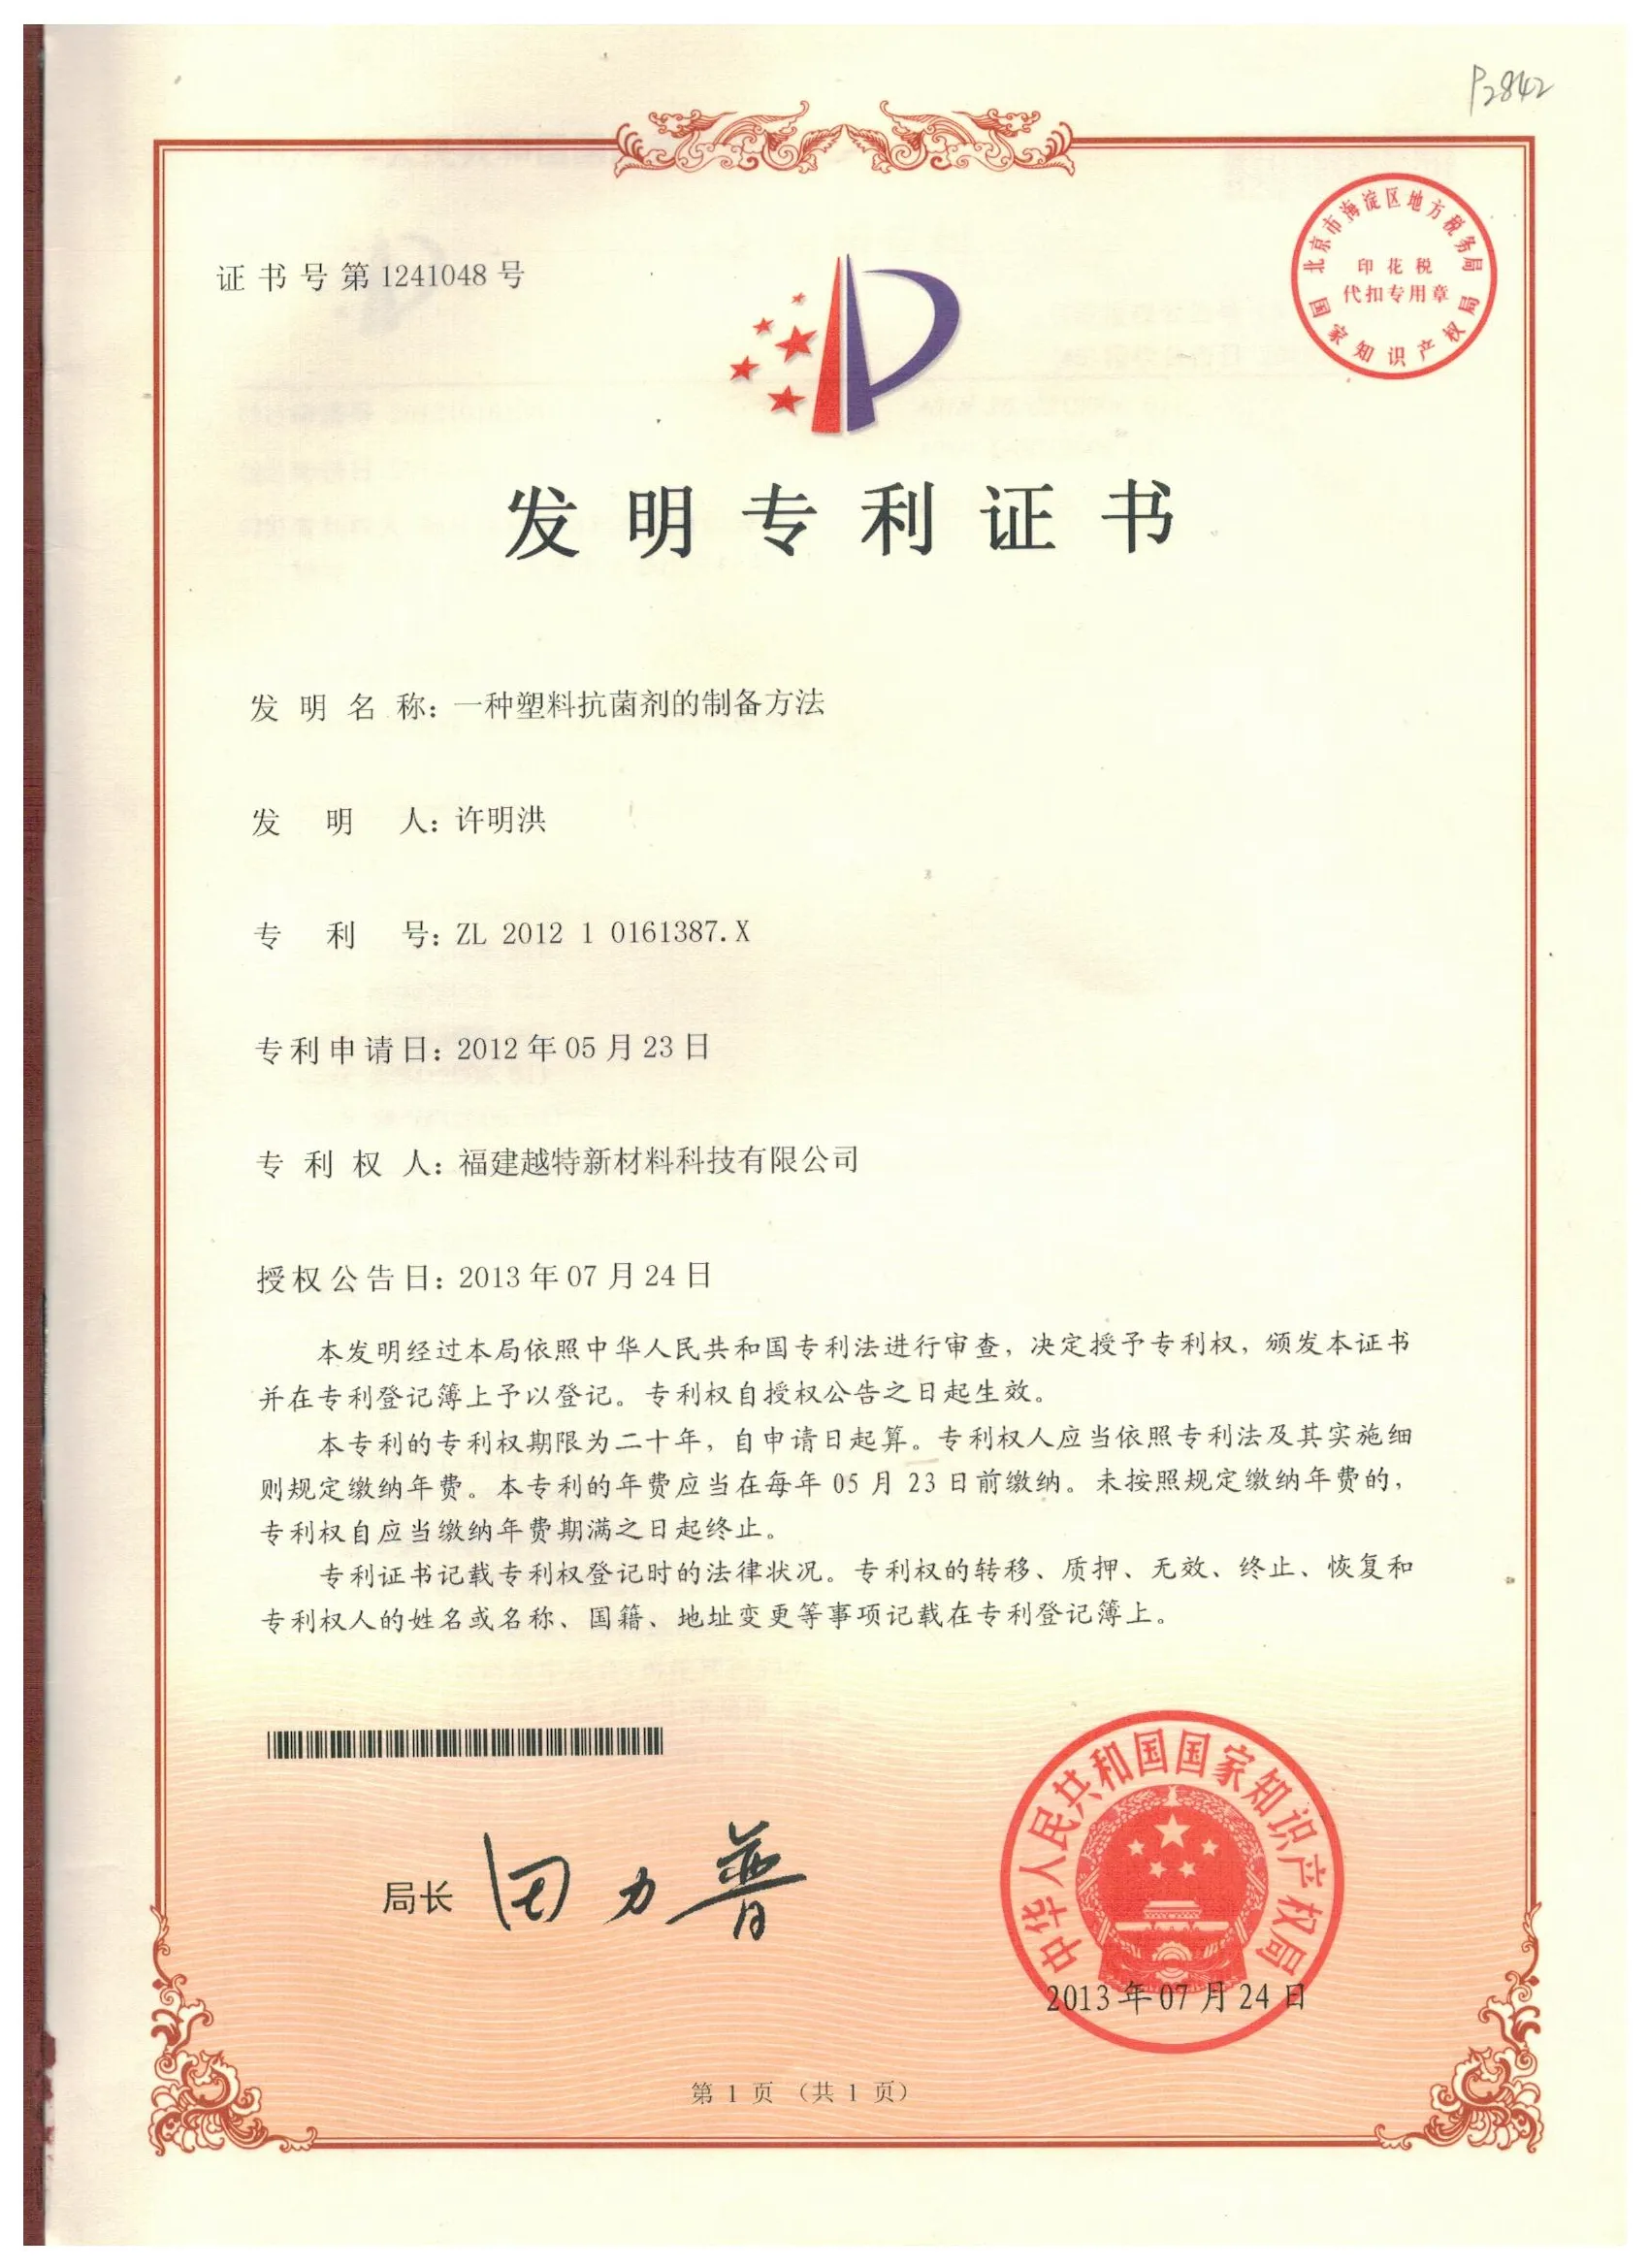 P2842
北京市海淀区地方税务局
印花税
代扣专用章
国家知识产权局
证书号第1241048号
发明专利证书
发明名称：一种塑料抗菌剂的制备方法
发明人：许明洪
专利号：ZL 2012 1 0161387.X
专利申请日：2012年05月23日
专利权人：福建越特新材料科技有限公司
授权公告日：2013年07月24日
本发明经过本局依照中华人民共和国专利法进行审查，决定授予专利权，颁发本证书
并在专利登记簿上予以登记。专利权自授权公告之日起生效。
本专利的专利权期限为二十年，自申请日起算。专利权人应当依照专利法及其实施细
则规定缴纳年费。本专利的年费应当在每年05月23日前缴纳。未按照规定缴纳年费的，
专利权自应当缴纳年费期满之日起终止。
专利证书记载专利权登记时的法律状况。专利权的转移、质押、无效、终止、恢复和
专利权人的姓名或名称、国籍、地址变更等事项记载在专利登记簿上。
局长 田力普
中华人民共和国国家知识产权局
2013年07月24日
第1页（共1页）